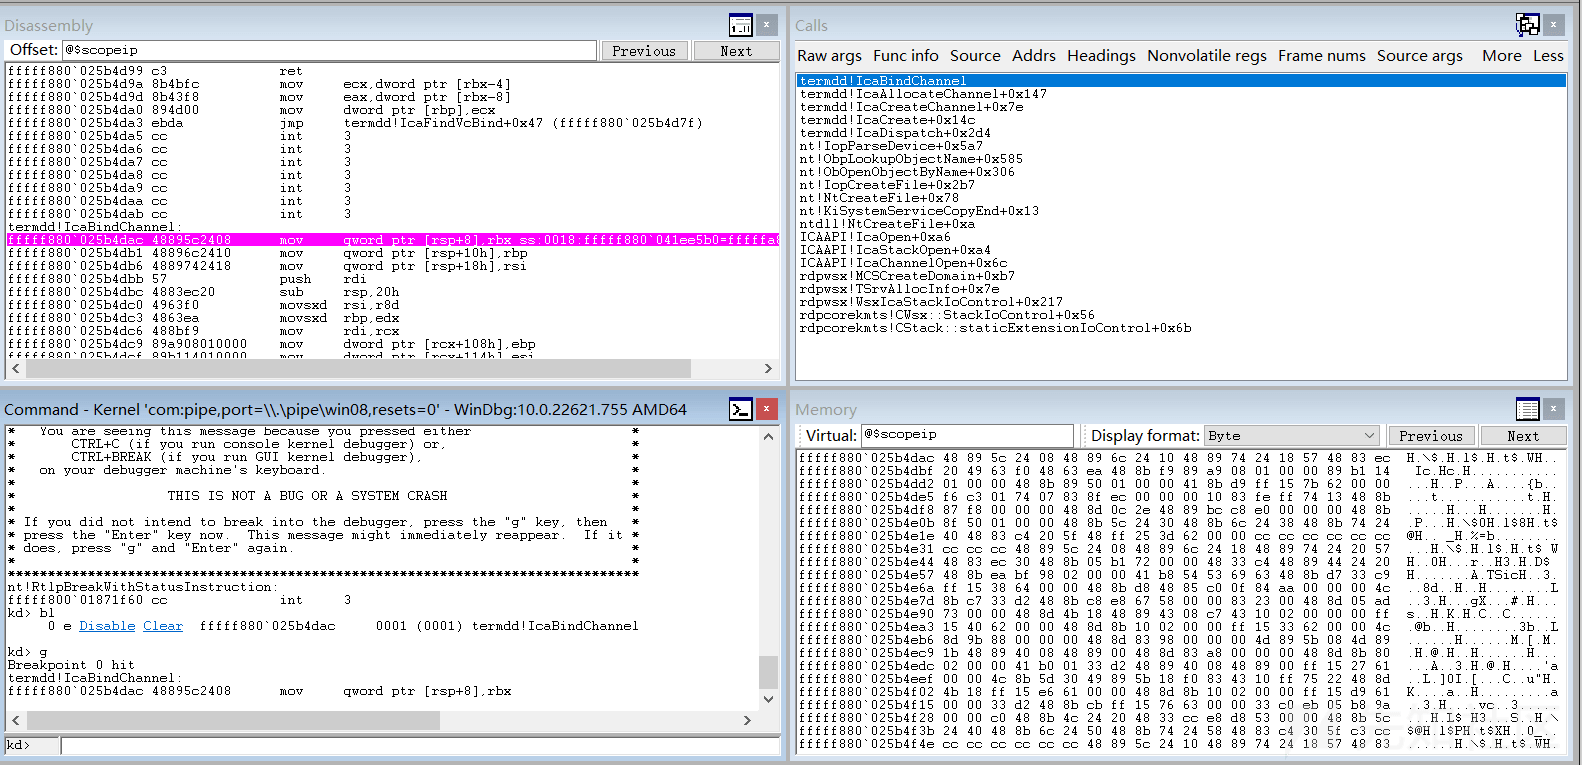 Disassembly
Offset: @$scopeip Previous Next
fffff880`025b4d99 c3 ret
fffff880`025b4d9a 8b4bfc mov ecx,dword ptr [rbx-4]
fffff880`025b4d9d 8b43f8 mov eax,dword ptr [rbx-8]
fffff880`025b4da0 894d00 mov dword ptr [rbp],ecx
fffff880`025b4da3 ebda jmp termdd!IcaFindVcBind+0x47 (fffff880`025b4d7f)
fffff880`025b4da5 cc int 3
fffff880`025b4da6 cc int 3
fffff880`025b4da7 cc int 3
fffff880`025b4da8 cc int 3
fffff880`025b4da9 cc int 3
fffff880`025b4daa cc int 3
fffff880`025b4dab cc int 3
termdd!IcaBindChannel:
fffff880`025b4dac 48895c2408 mov qword ptr [rsp+8],rbx ss:0018:fffff880`041ee5b0=fffffa8
fffff880`025b4db1 48896c2410 mov qword ptr [rsp+10h],rbp
fffff880`025b4db6 4889742418 mov qword ptr [rsp+18h],rsi
fffff880`025b4dbb 57 push rdi
fffff880`025b4dbc 4883ec20 sub rsp,20h
fffff880`025b4dc0 4963f0 movsxd rsi,r8d
fffff880`025b4dc3 4863ea movsxd rbp,edx
fffff880`025b4dc6 488bf9 mov rdi,rcx
fffff880`025b4dc9 89a908010000 mov dword ptr [rcx+108h],ebp
fffff880`025b4dcf 89b114010000 mov dword ptr [rcx+114h],esi
Calls
Raw args Func info Source Addrs Headings Nonvolatile regs Frame nums Source args More Less
termdd!IcaBindChannel
termdd!IcaAllocateChannel+0x147
termdd!IcaCreateChannel+0x7e
termdd!IcaCreate+0x14c
termdd!IcaDispatch+0x2d4
nt!IopParseDevice+0x5a7
nt!ObpLookupObjectName+0x585
nt!ObOpenObjectByName+0x306
nt!IopCreateFile+0x2b7
nt!NtCreateFile+0x78
nt!KiSystemServiceCopyEnd+0x13
ntdll!NtCreateFile+0xa
ICAAPI!IcaOpen+0xa6
ICAAPI!IcaStackOpen+0xa4
ICAAPI!IcaChannelOpen+0x6c
rdpwsx!MCSCreateDomain+0xb7
rdpwsx!TSrvAllocInfo+0x7e
rdpwsx!WsxIcaStackIoControl+0x217
rdpcorekmts!CWsx::StackIoControl+0x56
rdpcorekmts!CStack::staticExtensionIoControl+0x6b
Command - Kernel 'com:pipe,port=\\.\pipe\win08,resets=0' - WinDbg:10.0.22621.755 AMD64
* You are seeing this message because you pressed either *
* CTRL+C (if you run console kernel debugger) or, *
* CTRL+BREAK (if you run GUI kernel debugger), *
* on your debugger machine's keyboard. *
* *
* THIS IS NOT A BUG OR A SYSTEM CRASH *
* *
* If you did not intend to break into the debugger, press the "g" key, then *
* press the "Enter" key now. This message might immediately reappear. If it *
* does, press "g" and "Enter" again. *
* *
*******************************************************************************
nt!RtlpBreakWithStatusInstruction:
fffff800`01871f60 cc int 3
kd> bl
0 e Disable Clear fffff880`025b4dac 0001 (0001) termdd!IcaBindChannel
kd> g
Breakpoint 0 hit
termdd!IcaBindChannel:
fffff880`025b4dac 48895c2408 mov qword ptr [rsp+8],rbx
kd>
Memory
Virtual: @$scopeip Display format: Byte Previous Next
fffff880`025b4dac 48 89 5c 24 08 48 89 6c 24 10 48 89 74 24 18 57 48 83 ec H.\$.H.l$.H.t$.WH..
fffff880`025b4dbf 20 49 63 f0 48 63 ea 48 8b f9 89 a9 08 01 00 00 89 b1 14  Ic.Hc.H...........
fffff880`025b4dd2 01 00 00 48 8b 89 50 01 00 00 41 8b d9 ff 15 7b 62 00 00 ...H..P...A....{b..
fffff880`025b4de5 f6 c3 01 74 07 83 8f ec 00 00 00 10 83 fe ff 74 13 48 8b ...t...........t.H.
fffff880`025b4df8 87 f8 00 00 00 48 8d 0c 2e 48 89 bc c8 e0 00 00 00 48 8b .....H...H.......H.
fffff880`025b4e0b 8f 50 01 00 00 48 8b 5c 24 30 48 8b 6c 24 38 48 8b 74 24 .P...H.\$0H.l$8H.t$
fffff880`025b4e1e 40 48 83 c4 20 5f 48 ff 25 3d 62 00 00 cc cc cc cc cc cc @H.. _H.%=b........
fffff880`025b4e31 cc cc cc 48 89 5c 24 08 48 89 6c 24 18 48 89 74 24 20 57 ...H.\$.H.l$.H.t$ W
fffff880`025b4e44 48 83 ec 30 48 8b 05 b1 72 00 00 48 33 c4 48 89 44 24 20 H..0H...r..H3.H.D$
fffff880`025b4e57 48 8b ea bf 98 02 00 00 41 b8 54 53 69 63 48 8b d7 33 c9 H.......A.TSicH..3.
fffff880`025b4e6a ff 15 38 64 00 00 48 8b d8 48 85 c0 0f 84 aa 00 00 00 4c ..8d..H..H........L
fffff880`025b4e7d 8b c7 33 d2 48 8b c8 e8 67 58 00 00 83 23 00 48 8d 05 ad ..3.H...gX...#.H...
fffff880`025b4e90 73 00 00 48 8d 4b 18 48 89 43 08 c7 43 10 02 00 00 00 ff s..H.K.H.C..C......
fffff880`025b4ea3 15 40 62 00 00 48 8d 8b 10 02 00 00 ff 15 33 62 00 00 4c .@b..H........3b..L
fffff880`025b4eb6 8d 9b 88 00 00 00 48 8d 83 98 00 00 00 4d 89 5b 08 4d 89 ......H......M.[.M.
fffff880`025b4ec9 1b 48 89 40 08 48 89 00 48 8d 83 a8 00 00 00 48 8d 8b 80 .H.@.H..H......H...
fffff880`025b4edc 02 00 00 41 b0 01 33 d2 48 89 40 08 48 89 00 ff 15 27 61 ...A..3.H.@.H....'a
fffff880`025b4eef 00 00 4c 8b 5d 30 49 89 5b 18 f0 83 43 10 ff 75 22 48 8d ..L.]0I.[...C..u"H.
fffff880`025b4f02 4b 18 ff 15 e6 61 00 00 48 8d 8b 10 02 00 00 ff 15 d9 61 K....a..H.........a
fffff880`025b4f15 00 00 33 d2 48 8b cb ff 15 76 63 00 00 33 c0 eb 05 b8 9a ..3.H....vc..3.....
fffff880`025b4f28 00 00 c0 48 8b 4c 24 20 48 33 cc e8 d8 53 00 00 48 8b 5c ...H.L$ H3...S..H.\
fffff880`025b4f3b 24 40 48 8b 6c 24 50 48 8b 74 24 58 48 83 c4 30 5f c3 cc $@H.l$PH.t$XH..0_..
fffff880`025b4f4e cc cc cc cc cc cc 48 89 5c 24 10 48 89 74 24 18 57 48 83 ......H.\$.H.t$.WH.